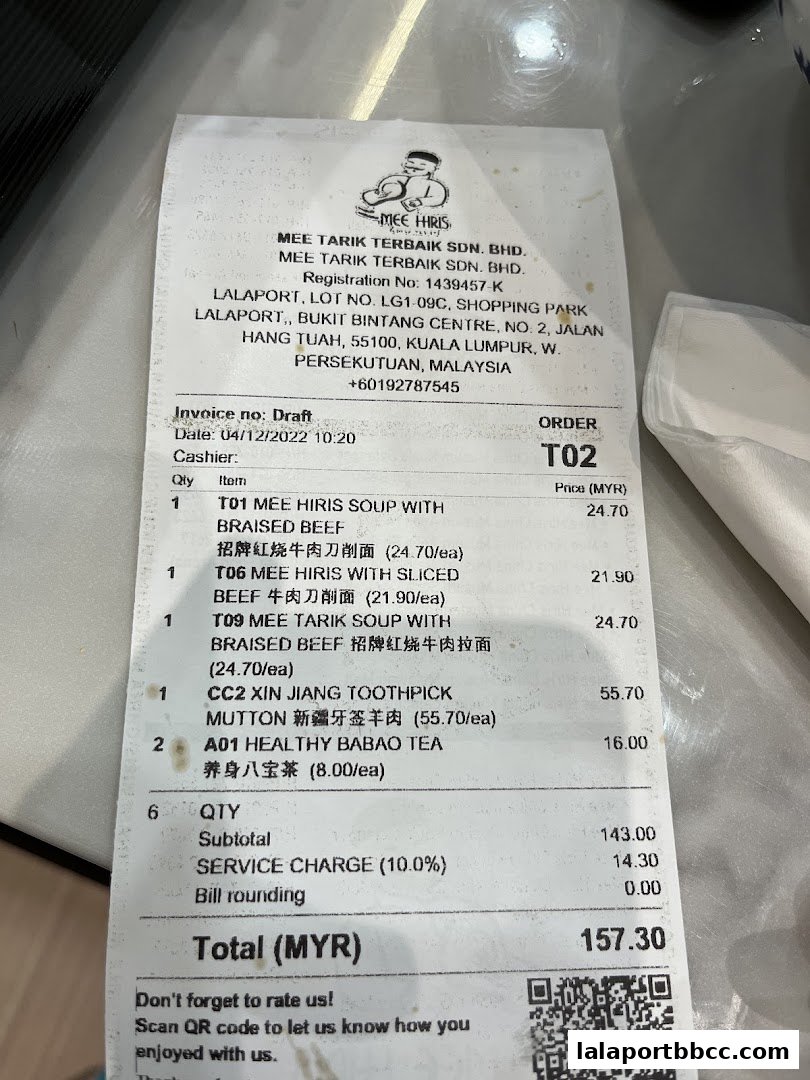 MEE HIRIS
MEE TARIK TERBAIK SDN. BHD.
MEE TARIK TERBAIK SDN. BHD.
Registration No: 1439457-K
LALAPORT, LOT NO. LG1-09C, SHOPPING PARK
LALAPORT,, BUKIT BINTANG CENTRE, NO. 2, JALAN
HANG TUAH, 55100, KUALA LUMPUR, W.
PERSEKUTUAN, MALAYSIA
+60192787545
Invoice no: Draft ORDER
Date: 04/12/2022 10:20 T02
Cashier:
Qty Item Price (MYR)
1 T01 MEE HIRIS SOUP WITH 24.70
BRAISED BEEF
招牌红烧牛肉刀削面 (24.70/ea)
1 T06 MEE HIRIS WITH SLICED 21.90
BEEF 牛肉刀削面 (21.90/ea)
1 T09 MEE TARIK SOUP WITH 24.70
BRAISED BEEF 招牌红烧牛肉拉面
(24.70/ea)
1 CC2 XIN JIANG TOOTHPICK 55.70
MUTTON 新疆牙签羊肉 (55.70/ea)
2 A01 HEALTHY BABAO TEA 16.00
养身八宝茶 (8.00/ea)
6 QTY
Subtotal 143.00
SERVICE CHARGE (10.0%) 14.30
Bill rounding 0.00
Total (MYR) 157.30
Don't forget to rate us!
Scan QR code to let us know how you
enjoyed with us.
lalaportbbcc.com